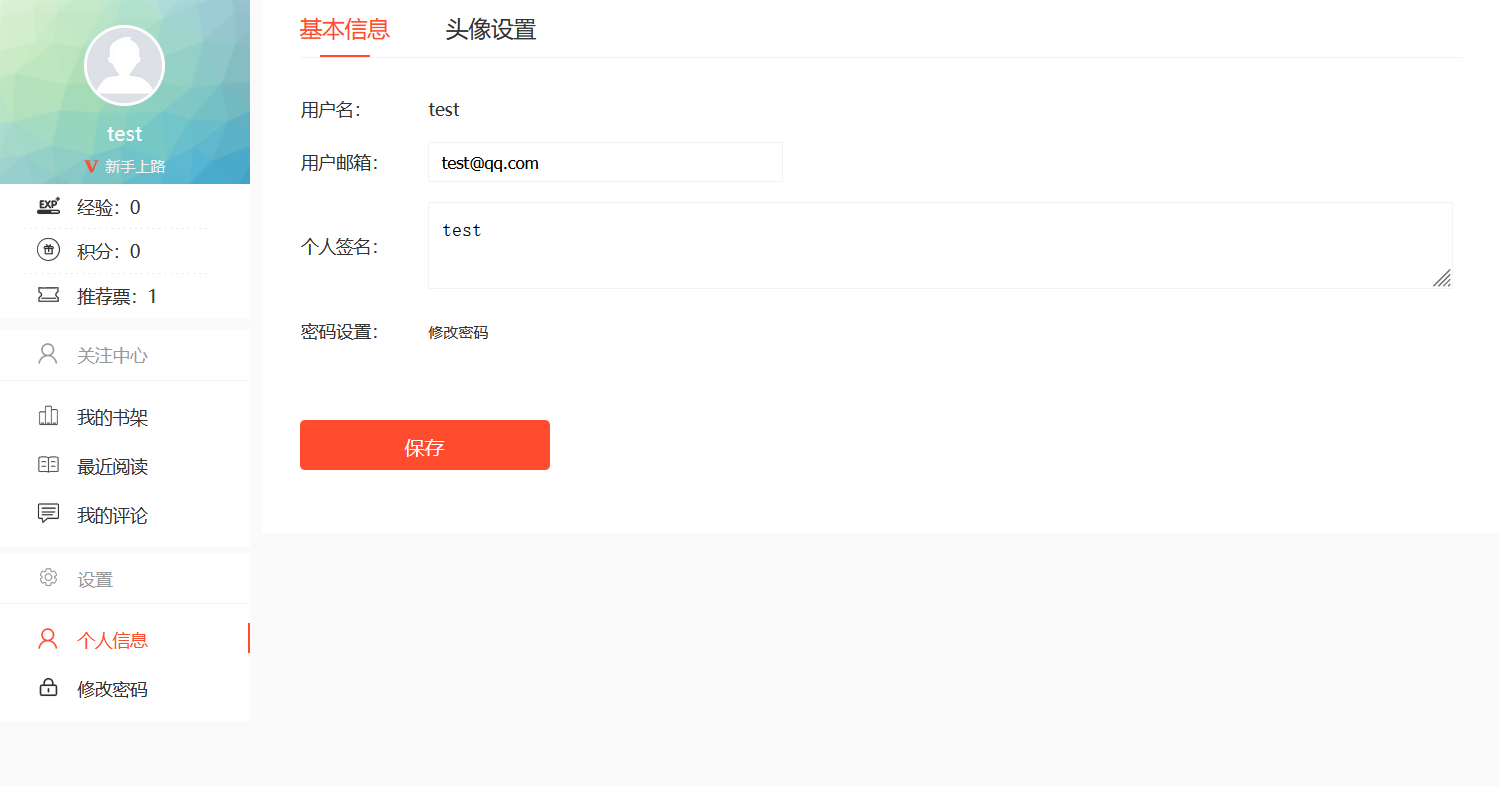 test
V 新手上路
EXP+ 经验：0
积分：0
推荐票：1
关注中心
我的书架
最近阅读
我的评论
设置
个人信息
修改密码
基本信息 头像设置
用户名： test
用户邮箱： test@qq.com
个人签名： test
密码设置： 修改密码
保存